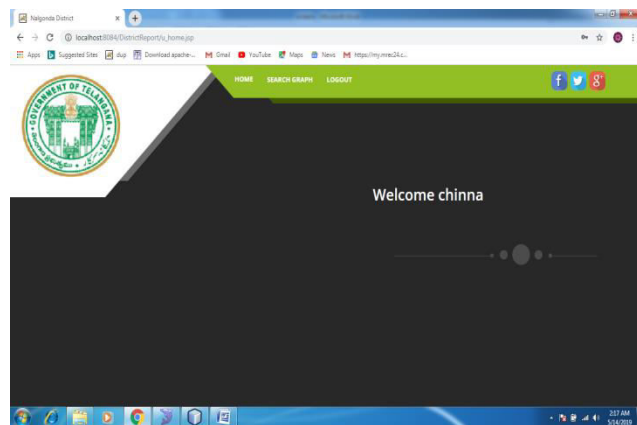 Nalgonda District
localhost:8084/DistrictReport/u_home.jsp
Apps Suggested Sites dup Download apache-... Gmail YouTube Maps News https://my.mrec24.c...
HOME SEARCH GRAPH LOGOUT
GOVERNMENT OF TELANGANA
Welcome chinna
2:17 AM
5/14/2019